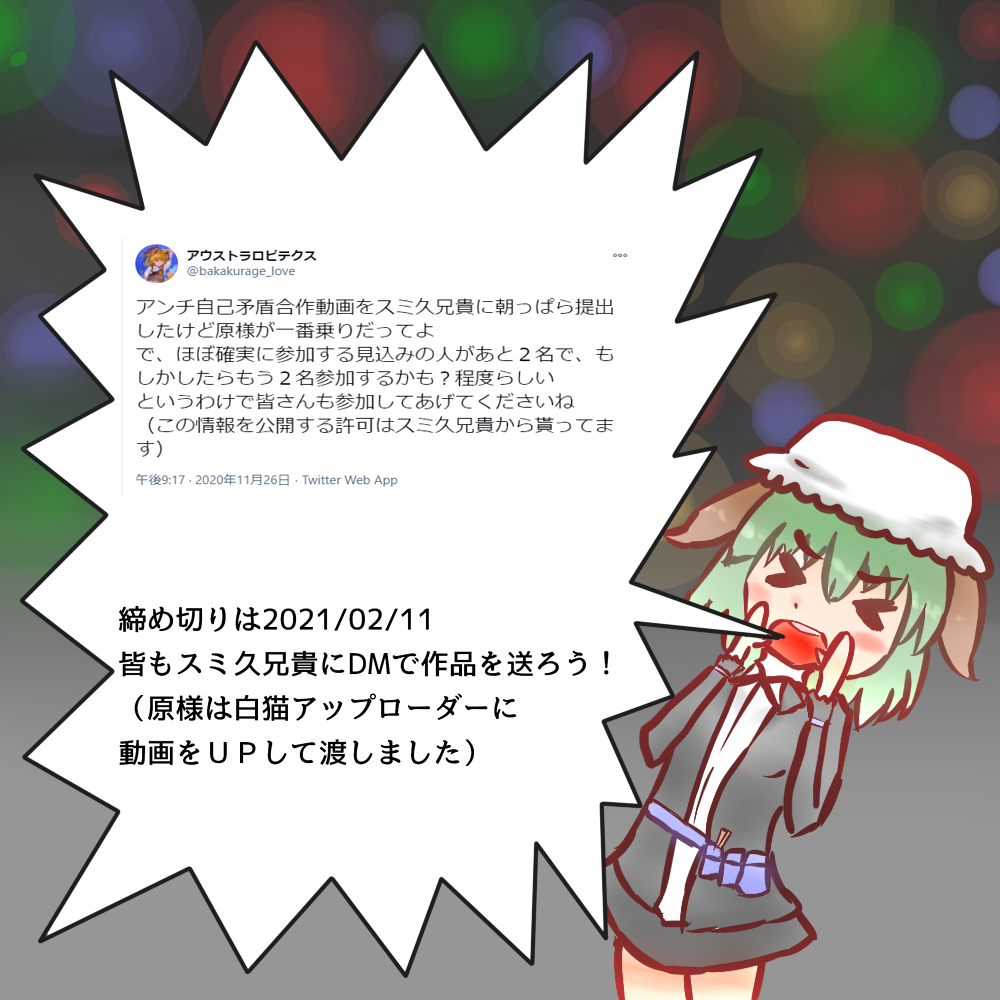 アウストラロピテクス
@bakakurage_love
アンチ自己矛盾合作動画をスミ久兄貴に朝っぱら提出
したけど原様が一番乗りだってよ
で、ほぼ確実に参加する見込みの人があと２名で、も
しかしたらもう２名参加するかも？程度らしい
というわけで皆さんも参加してあげてくださいね
（この情報を公開する許可はスミ久兄貴から貰ってま
す）
午後9:17 · 2020年11月26日 · Twitter Web App
締め切りは2021/02/11
皆もスミ久兄貴にDMで作品を送ろう！
（原様は白猫アップローダーに
動画をＵＰして渡しました）